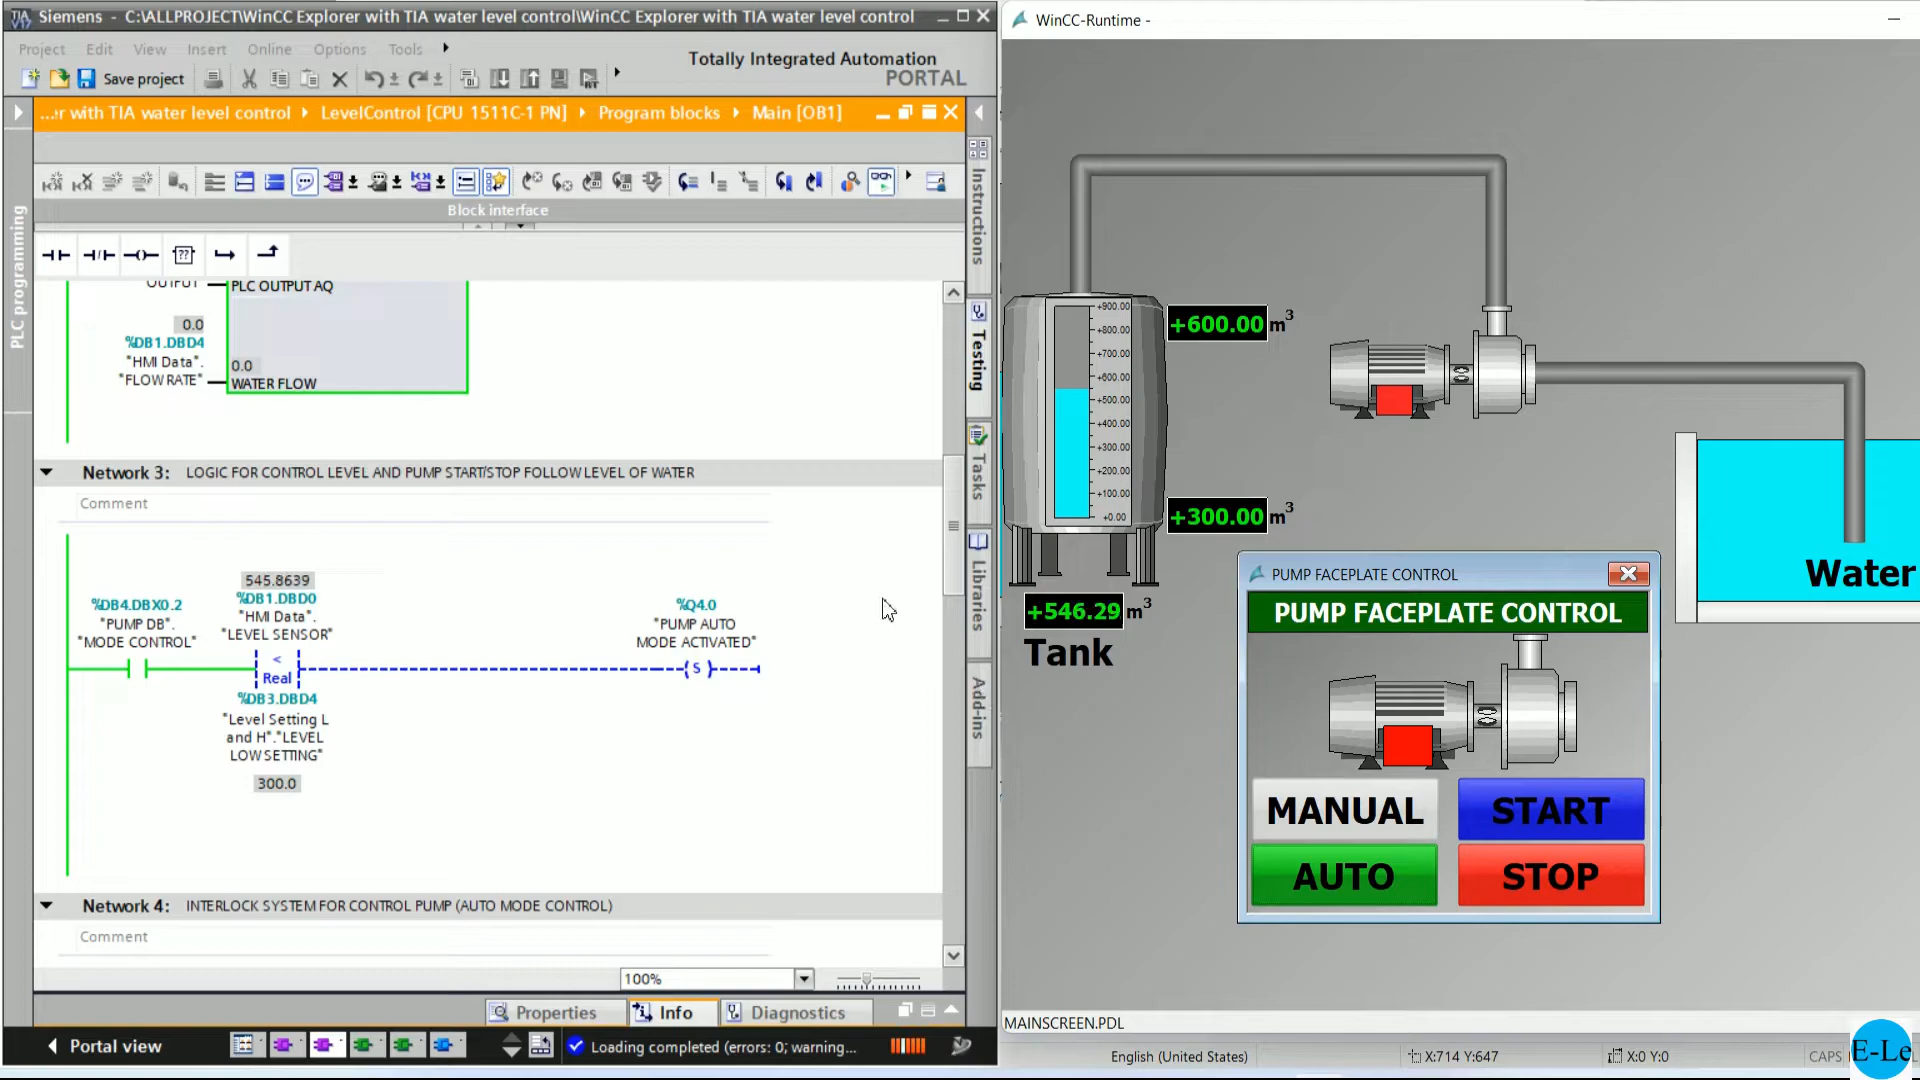 Siemens - C:\ALLPROJECT\WinCC Explorer with TIA water level control\WinCC Explorer with TIA water level control
Project Edit View Insert Online Options Tools
Totally Integrated Automation
PORTAL
Save project
...er with TIA water level control LevelControl [CPU 1511C-1 PN] Program blocks Main [OB1]
Block interface
PLC programming
Instructions
Testing
Tasks
Libraries
Add-ins
OUTPUT
PLC OUTPUT AQ
0.0
%DB1.DBD4
"HMI Data".
"FLOW RATE"
0.0
WATER FLOW
Network 3: LOGIC FOR CONTROL LEVEL AND PUMP START/STOP FOLLOW LEVEL OF WATER
Comment
%DB4.DBX0.2
"PUMP DB".
"MODE CONTROL"
545.8639
%DB1.DBD0
"HMI Data".
"LEVEL SENSOR"
<
Real
%DB3.DBD4
"Level Setting L
and H"."LEVEL
LOW SETTING"
300.0
%Q4.0
"PUMP AUTO
MODE ACTIVATED"
S
Network 4: INTERLOCK SYSTEM FOR CONTROL PUMP (AUTO MODE CONTROL)
Comment
100%
Properties Info Diagnostics
Portal view
Loading completed (errors: 0; warning...
WinCC-Runtime -
+900.00
+800.00
+700.00
+600.00
+500.00
+400.00
+300.00
+200.00
+100.00
+0.00
+600.00 m3
+300.00 m3
+546.29 m3
Tank
Water
PUMP FACEPLATE CONTROL
PUMP FACEPLATE CONTROL
MANUAL START
AUTO STOP
MAINSCREEN.PDL
English (United States) X:714 Y:647 X:0 Y:0 CAPS
E-Le